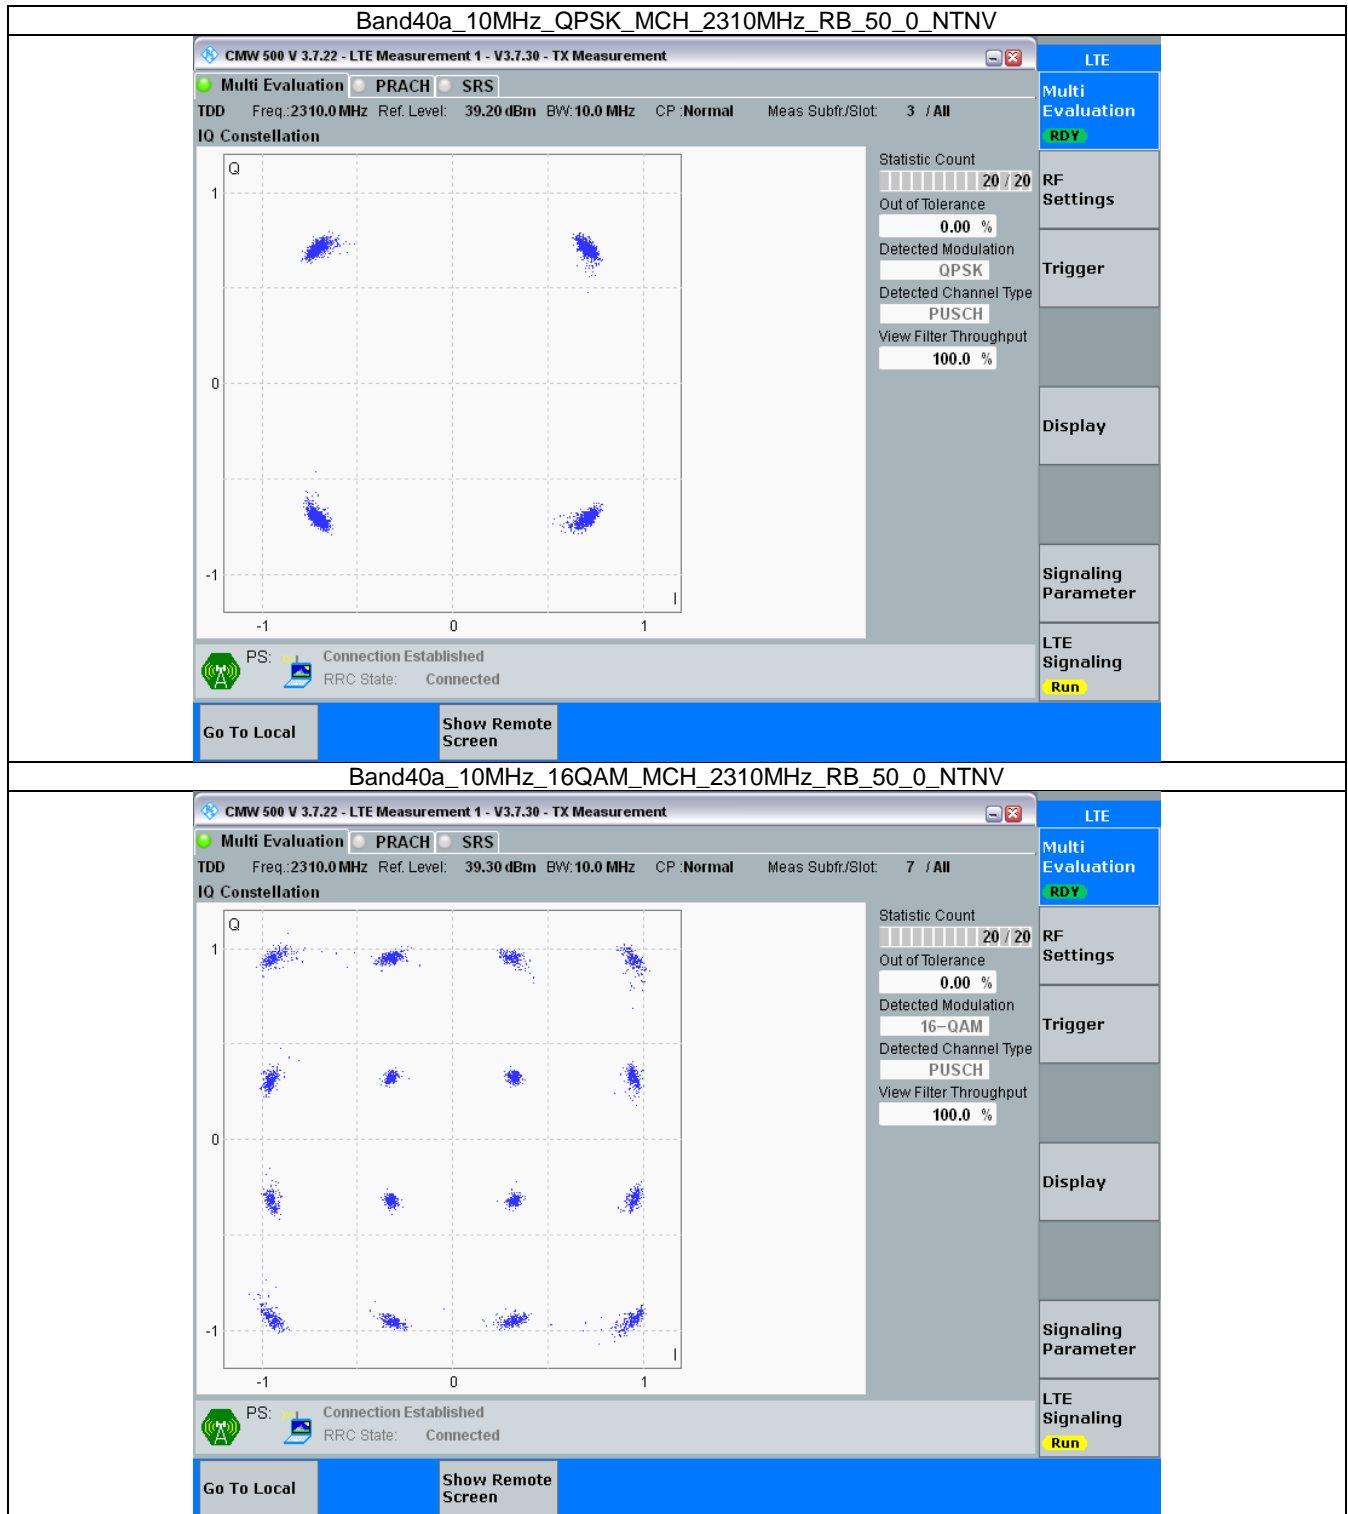 Band40a_10MHz_QPSK_MCH_2310MHz_RB_50_0_NTNV
CMW 500 V 3.7.22 - LTE Measurement 1 - V3.7.30 - TX Measurement
LTE
Multi Evaluation PRACH SRS
TDD Freq.:2310.0 MHz Ref. Level: 39.20 dBm BW: 10.0 MHz CP :Normal Meas Subfr./Slot: 3 / All
IQ Constellation
Multi
Evaluation
RDY
Q
1
0
-1
I
-1 0 1
Statistic Count
20 / 20
Out of Tolerance
0.00 %
Detected Modulation
QPSK
Detected Channel Type
PUSCH
View Filter Throughput
100.0 %
RF
Settings
Trigger
Display
Signaling
Parameter
LTE
Signaling
Run
PS: Connection Established
RRC State: Connected
Go To Local
Show Remote
Screen
Band40a_10MHz_16QAM_MCH_2310MHz_RB_50_0_NTNV
CMW 500 V 3.7.22 - LTE Measurement 1 - V3.7.30 - TX Measurement
LTE
Multi Evaluation PRACH SRS
TDD Freq.:2310.0 MHz Ref. Level: 39.30 dBm BW: 10.0 MHz CP :Normal Meas Subfr./Slot: 7 / All
IQ Constellation
Multi
Evaluation
RDY
Q
1
0
-1
I
-1 0 1
Statistic Count
20 / 20
Out of Tolerance
0.00 %
Detected Modulation
16-QAM
Detected Channel Type
PUSCH
View Filter Throughput
100.0 %
RF
Settings
Trigger
Display
Signaling
Parameter
LTE
Signaling
Run
PS: Connection Established
RRC State: Connected
Go To Local
Show Remote
Screen